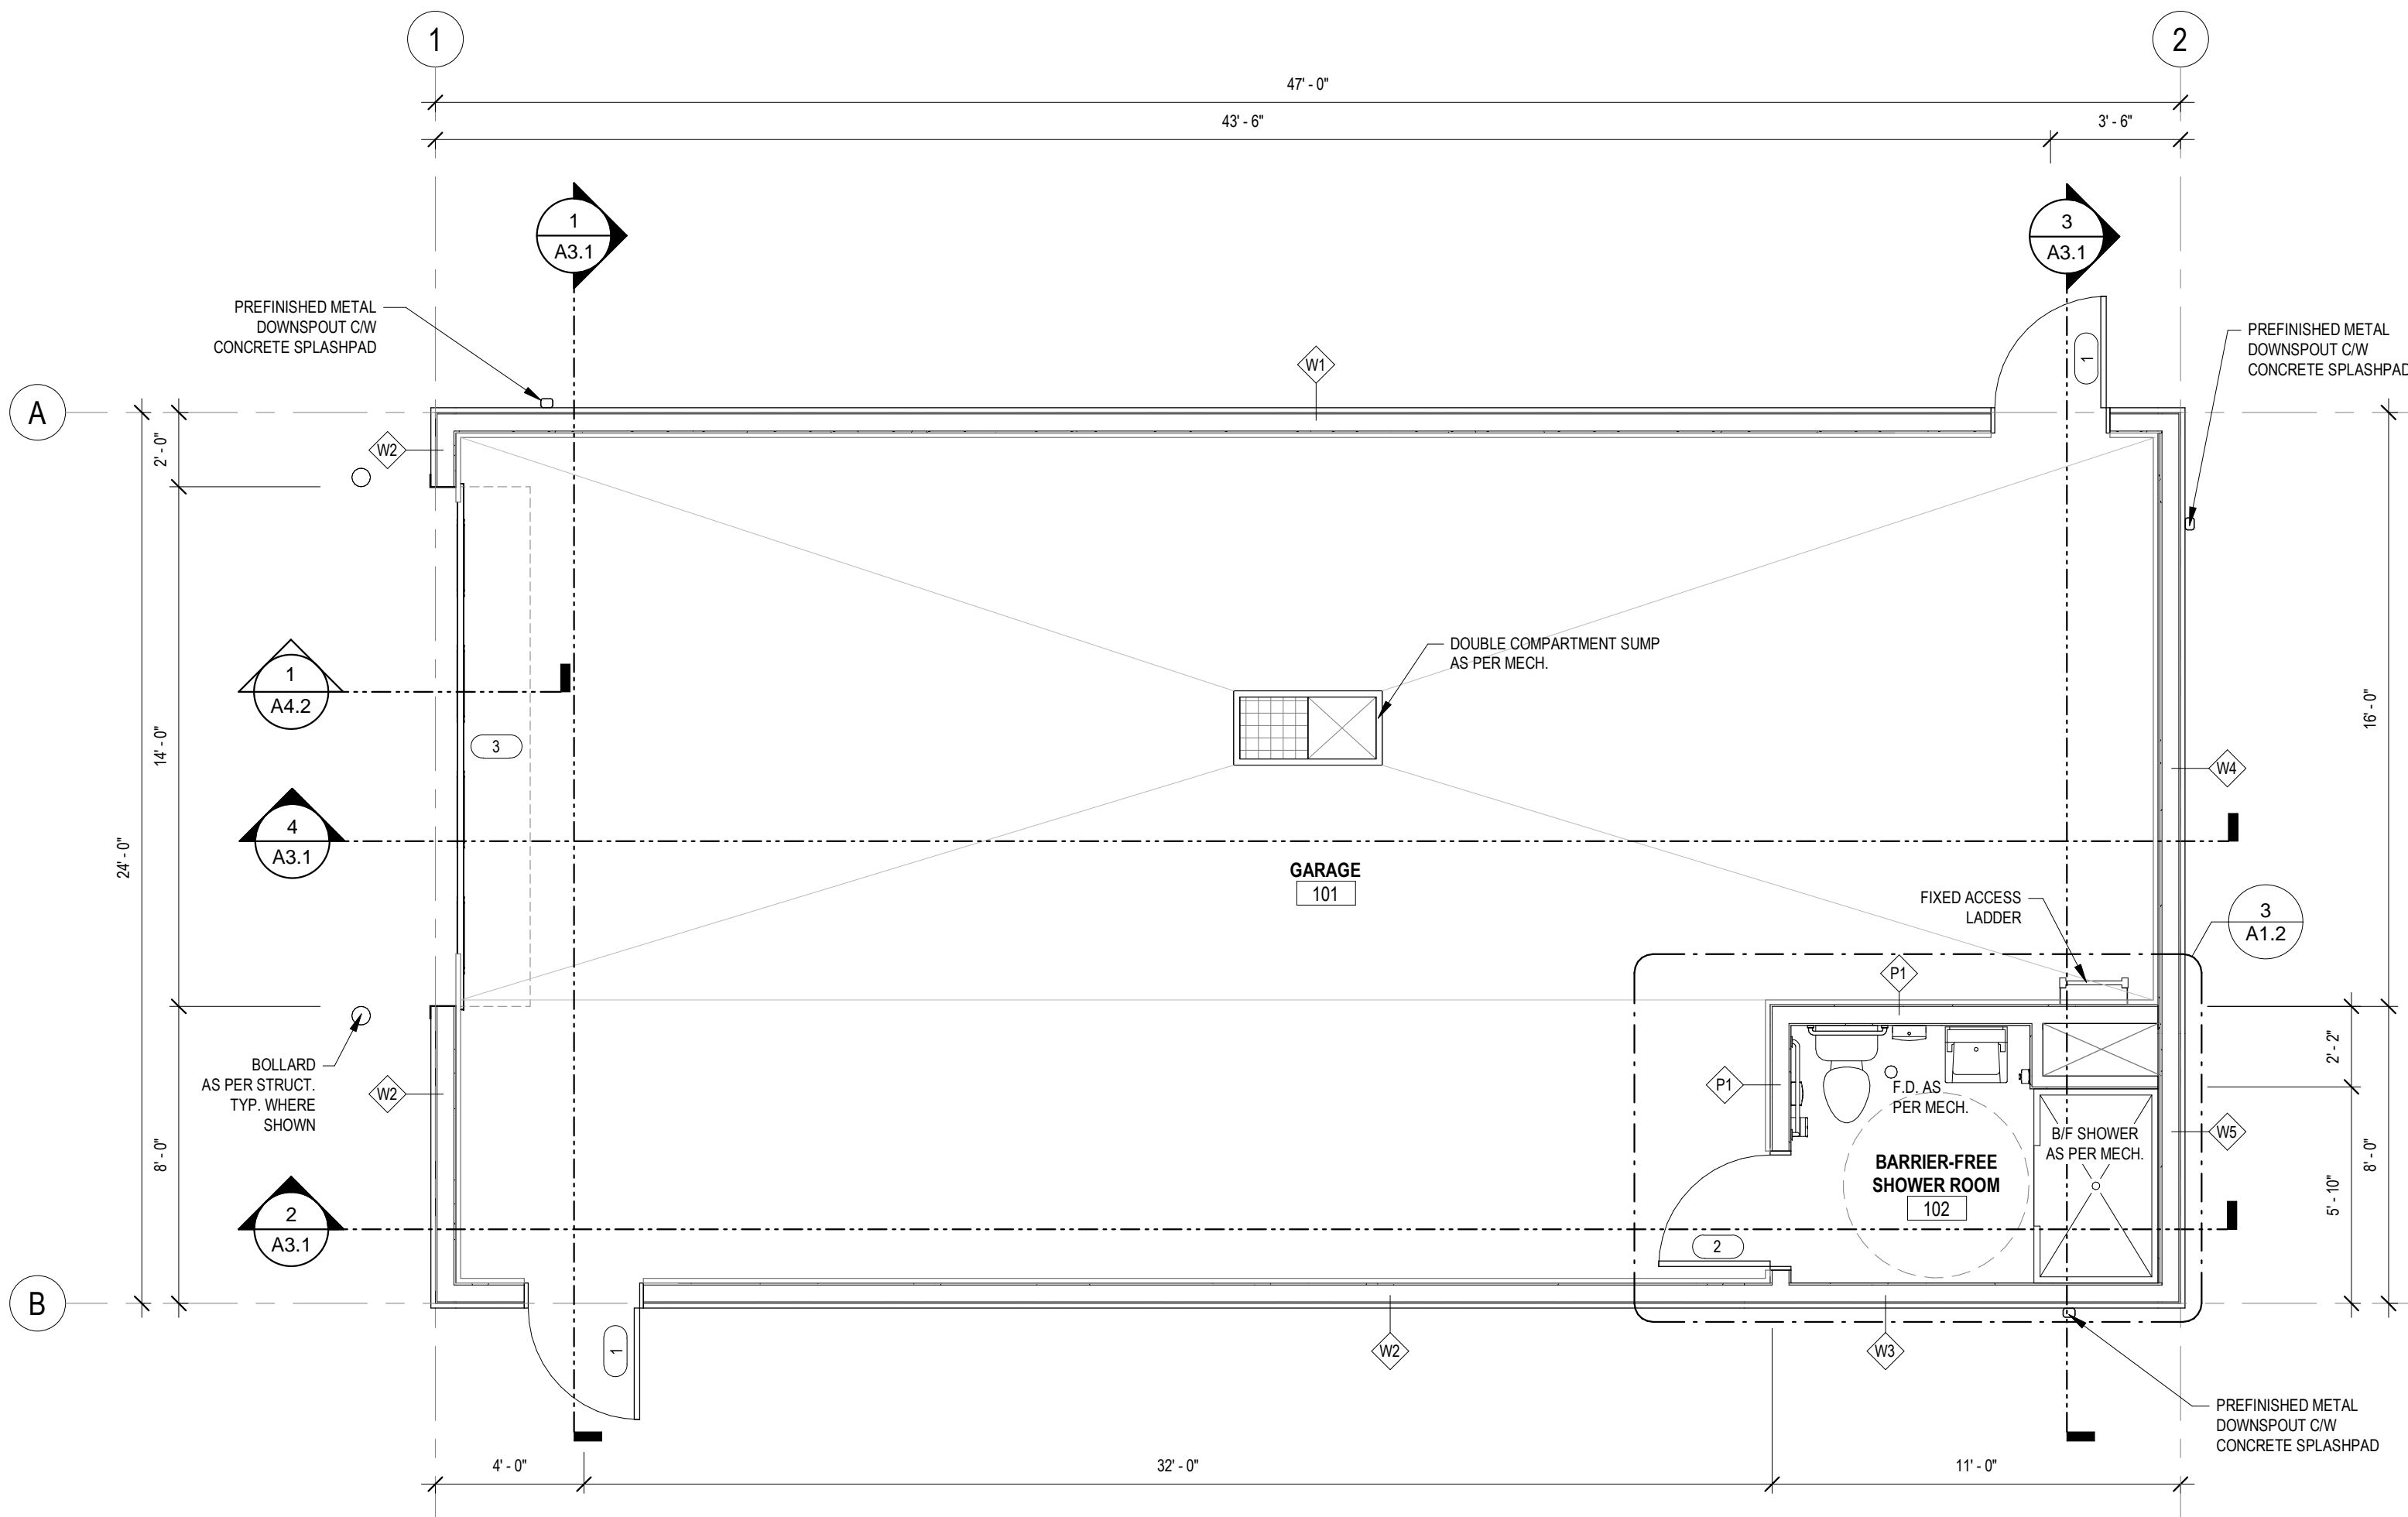 1
2
47' - 0"
43' - 6"
3' - 6"
1
A3.1
3
A3.1
PREFINISHED METAL
DOWNSPOUT C/W
CONCRETE SPLASHPAD
PREFINISHED METAL
DOWNSPOUT C/W
CONCRETE SPLASHPAD
1
W1
A
W2
2' - 0"
DOUBLE COMPARTMENT SUMP
AS PER MECH.
1
A4.2
16' - 0"
3
14' - 0"
W4
4
A3.1
24' - 0"
GARAGE
101
FIXED ACCESS
LADDER
3
A1.2
P1
BOLLARD
AS PER STRUCT.
TYP. WHERE
SHOWN
W2
2' - 2"
P1
F.D. AS
PER MECH.
B/F SHOWER
AS PER MECH.
W5
8' - 0"
8' - 0"
BARRIER-FREE
SHOWER ROOM
102
5' - 10"
2
A3.1
2
B
1
W2
W3
PREFINISHED METAL
DOWNSPOUT C/W
CONCRETE SPLASHPAD
4' - 0"
32' - 0"
11' - 0"